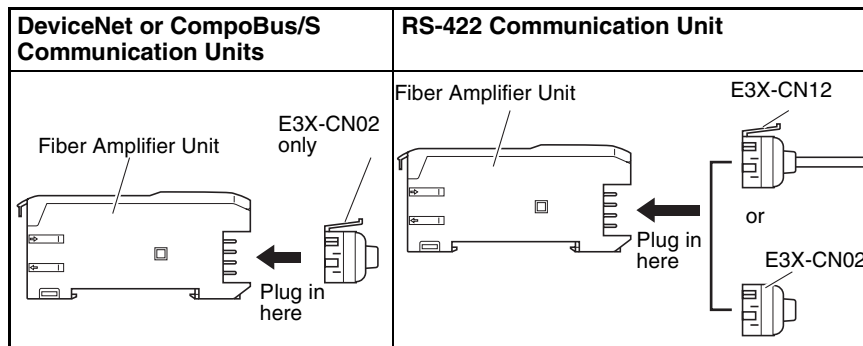 DeviceNet or CompoBus/S
Communication Units
RS-422 Communication Unit
Fiber Amplifier Unit
E3X-CN02
only
Plug in
here
Fiber Amplifier Unit
E3X-CN12
or
Plug in
here
E3X-CN02